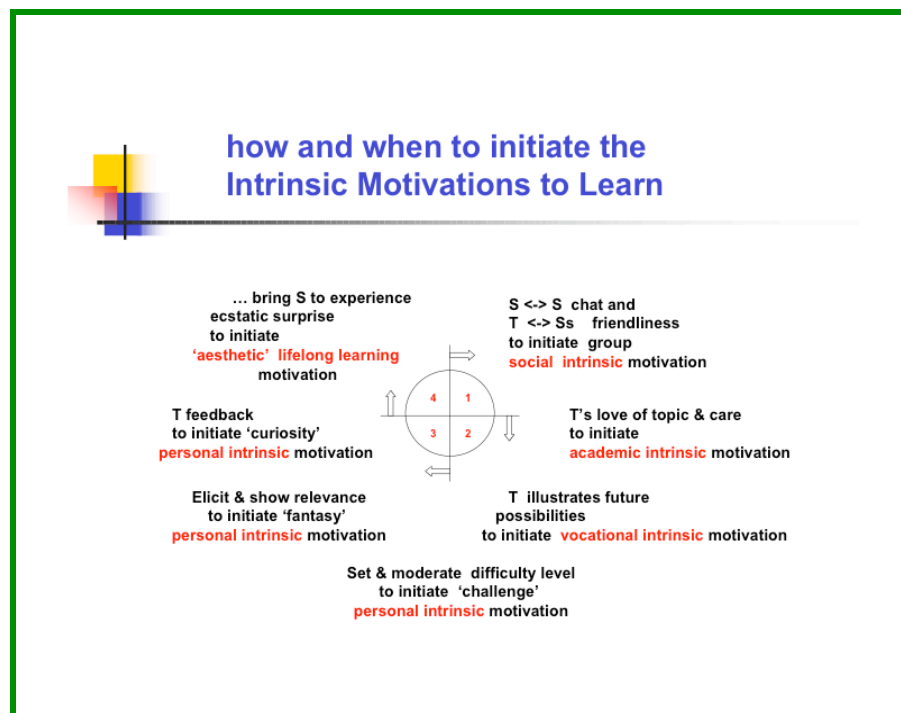 how and when to initiate the
Intrinsic Motivations to Learn
… bring S to experience
ecstatic surprise
to initiate
‘aesthetic’ lifelong learning
motivation
S <-> S chat and
T <-> Ss friendliness
to initiate group
social intrinsic motivation
4
1
3
2
T feedback
to initiate ‘curiosity’
personal intrinsic motivation
T’s love of topic & care
to initiate
academic intrinsic motivation
Elicit & show relevance
to initiate ‘fantasy’
personal intrinsic motivation
T illustrates future
possibilities
to initiate vocational intrinsic motivation
Set & moderate difficulty level
to initiate ‘challenge’
personal intrinsic motivation